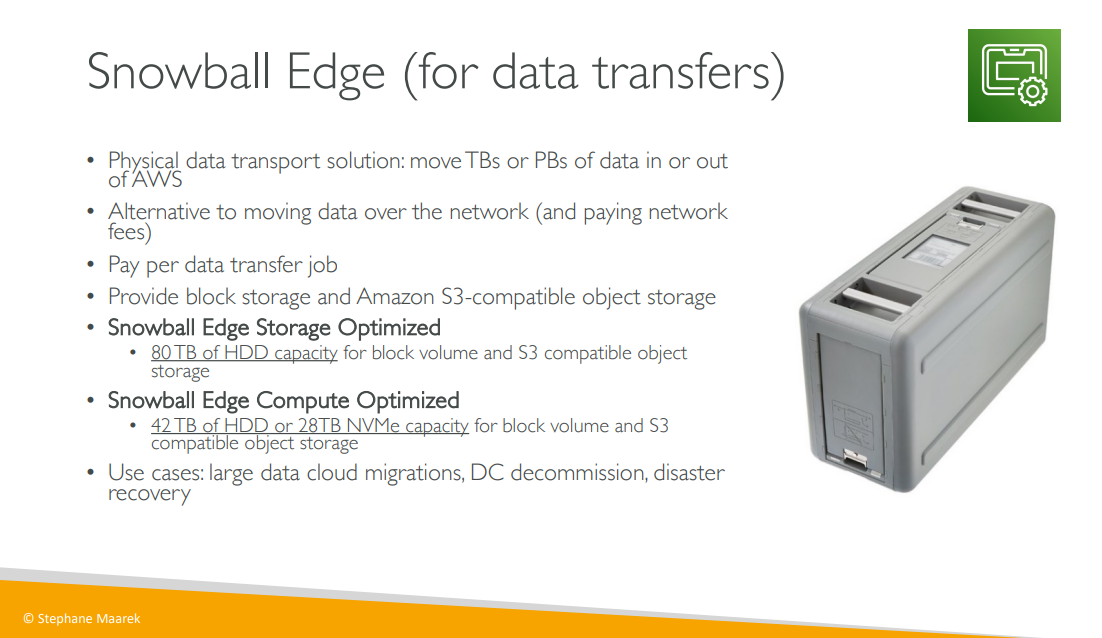 Snowball Edge (for data transfers)
• Physical data transport solution: move TBs or PBs of data in or out
of AWS
• Alternative to moving data over the network (and paying network
fees)
• Pay per data transfer job
• Provide block storage and Amazon S3-compatible object storage
• Snowball Edge Storage Optimized
• 80 TB of HDD capacity for block volume and S3 compatible object
storage
• Snowball Edge Compute Optimized
• 42 TB of HDD or 28TB NVMe capacity for block volume and S3
compatible object storage
• Use cases: large data cloud migrations, DC decommission, disaster
recovery
© Stephane Maarek